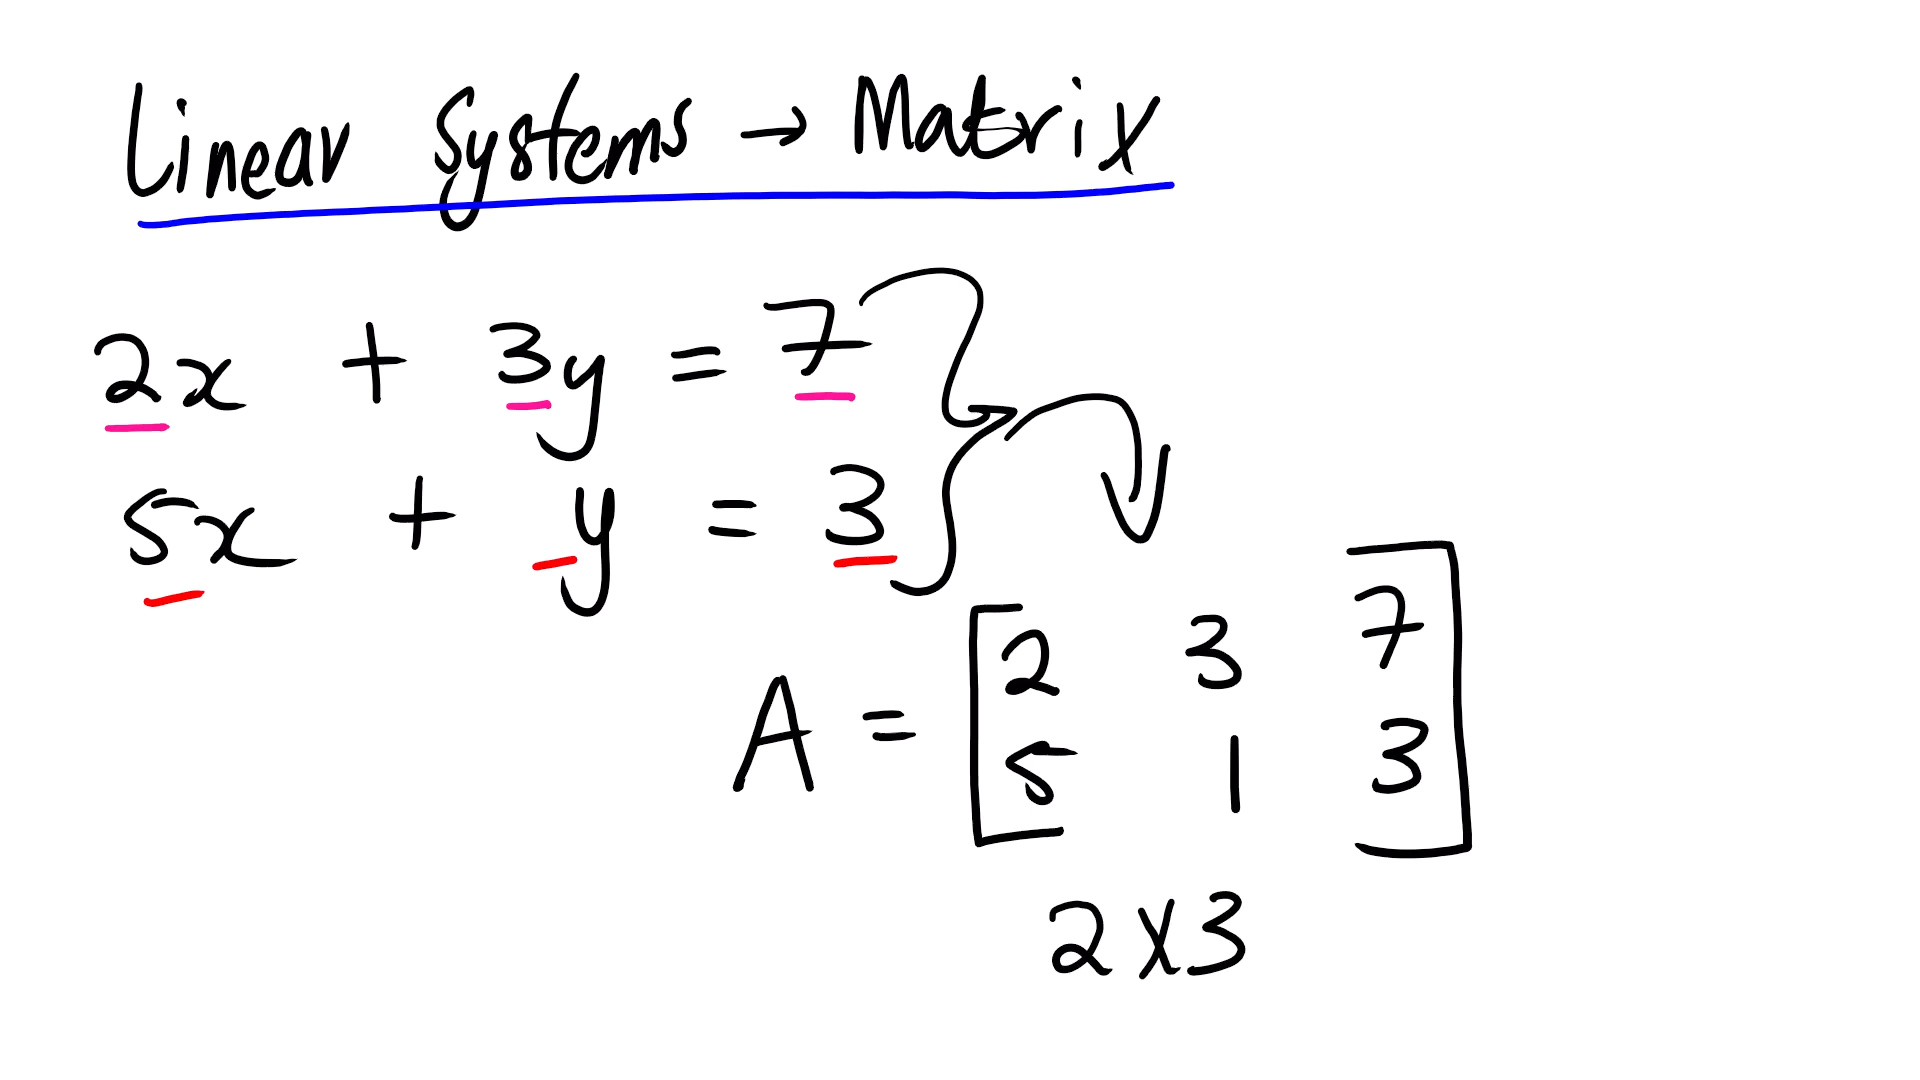 Linear Systems → Matrix
2x + 3y = 7
5x + y = 3
A = [2 3 7
5 1 3]
2x3